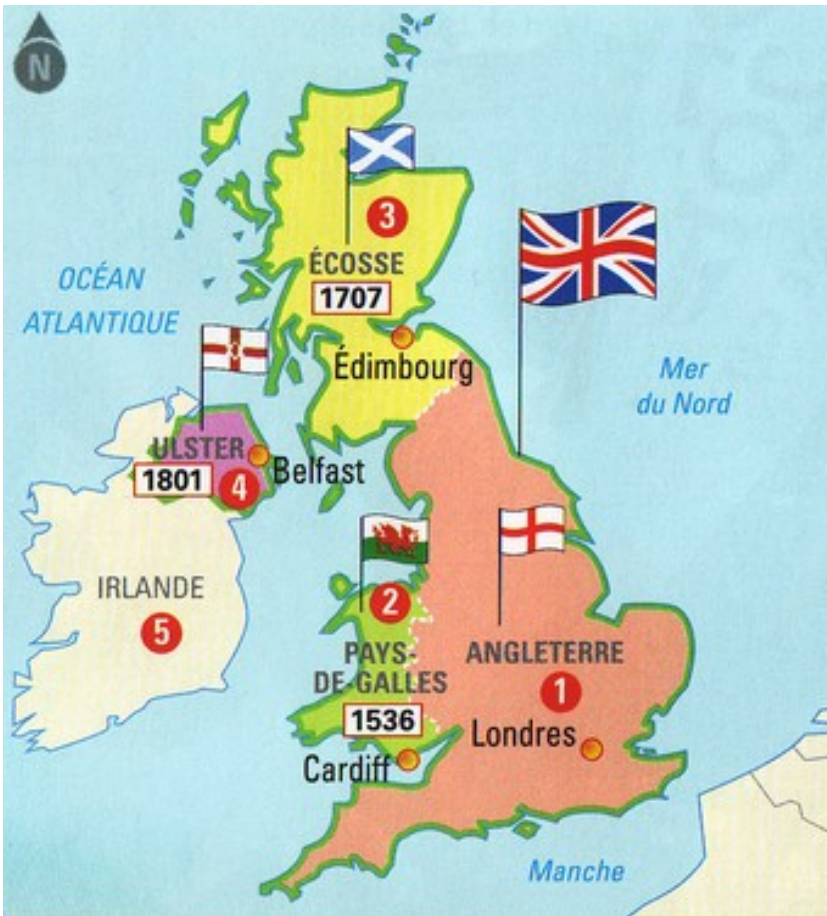 N
3
ÉCOSSE
1707
OCÉAN
ATLANTIQUE
Édimbourg
Mer
du Nord
ULSTER
1801
4
Belfast
IRLANDE
5
2
PAYS-
DE-GALLES
1536
Cardiff
ANGLETERRE
1
Londres
Manche